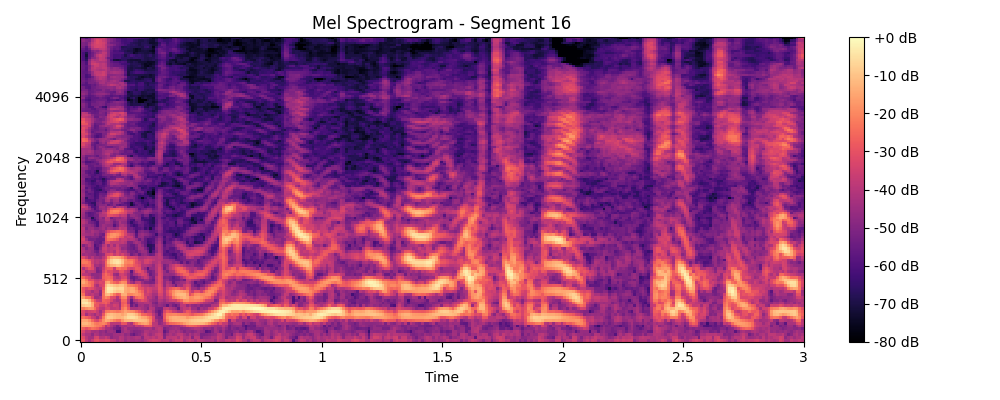 Mel Spectrogram - Segment 16
Frequency
4096
2048
1024
512
0
0
0.5
1
1.5
2
2.5
3
Time
+0 dB
-10 dB
-20 dB
-30 dB
-40 dB
-50 dB
-60 dB
-70 dB
-80 dB